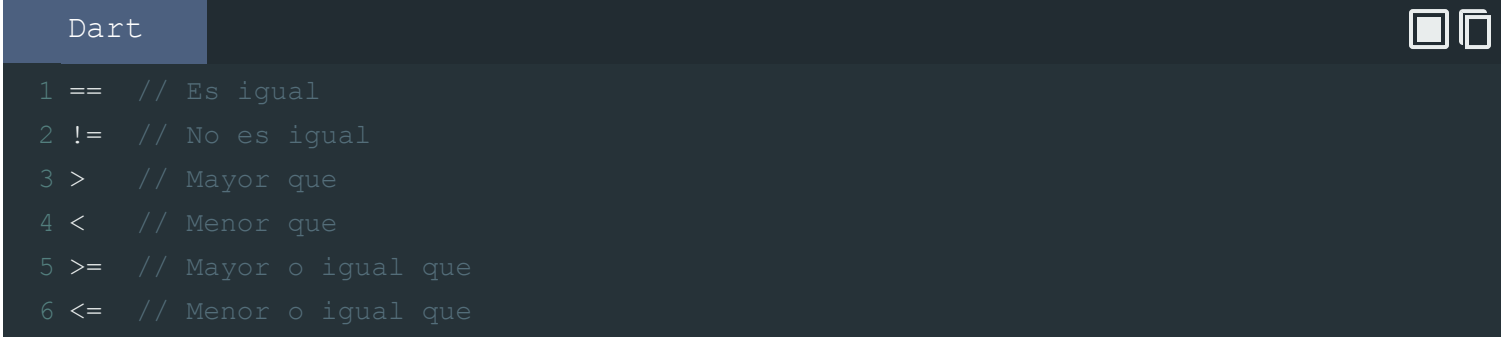 Dart
1 ==  // Es igual
2 !=  // No es igual
3 >   // Mayor que
4 <   // Menor que
5 >=  // Mayor o igual que
6 <=  // Menor o igual que